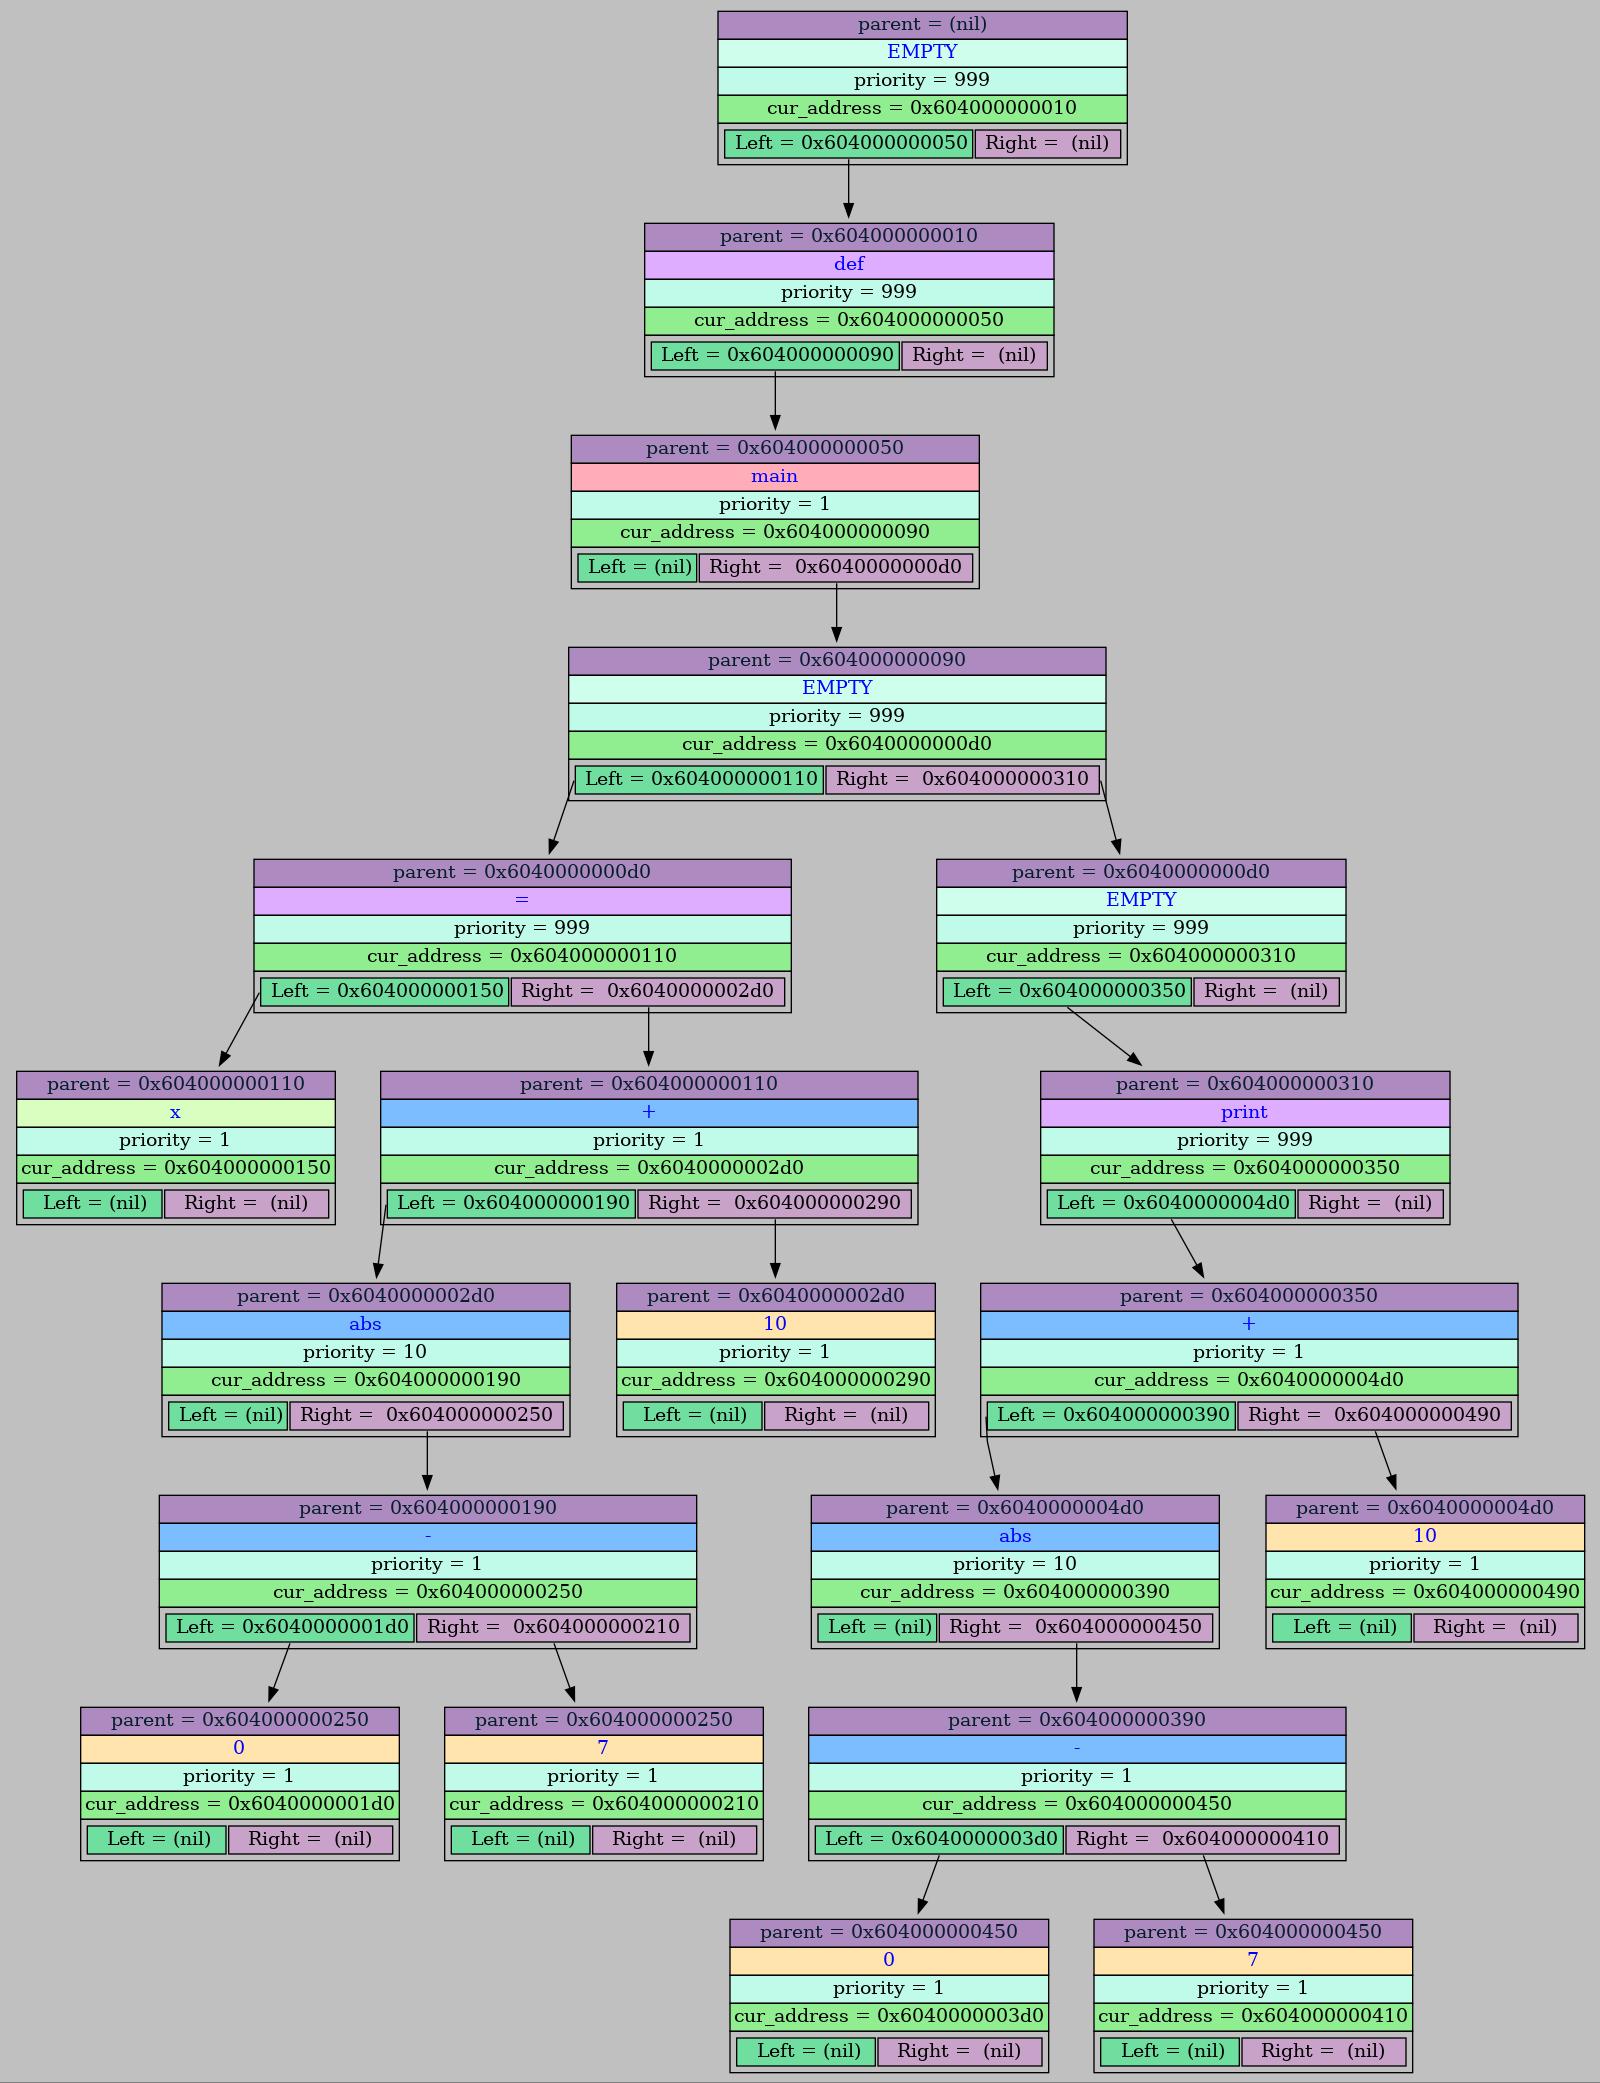 parent = (nil)
EMPTY
priority = 999
cur_address = 0x604000000010
Left = 0x604000000050 Right = (nil)
parent = 0x604000000010
def
priority = 999
cur_address = 0x604000000050
Left = 0x604000000090 Right = (nil)
parent = 0x604000000050
main
priority = 1
cur_address = 0x604000000090
Left = (nil) Right = 0x6040000000d0
parent = 0x604000000090
EMPTY
priority = 999
cur_address = 0x6040000000d0
Left = 0x604000000110 Right = 0x604000000310
parent = 0x6040000000d0
=
priority = 999
cur_address = 0x604000000110
Left = 0x604000000150 Right = 0x6040000002d0
parent = 0x6040000000d0
EMPTY
priority = 999
cur_address = 0x604000000310
Left = 0x604000000350 Right = (nil)
parent = 0x604000000110
x
priority = 1
cur_address = 0x604000000150
Left = (nil) Right = (nil)
parent = 0x604000000110
+
priority = 1
cur_address = 0x6040000002d0
Left = 0x604000000190 Right = 0x604000000290
parent = 0x604000000310
print
priority = 999
cur_address = 0x604000000350
Left = 0x6040000004d0 Right = (nil)
parent = 0x6040000002d0
abs
priority = 10
cur_address = 0x604000000190
Left = (nil) Right = 0x604000000250
parent = 0x6040000002d0
10
priority = 1
cur_address = 0x604000000290
Left = (nil) Right = (nil)
parent = 0x604000000350
+
priority = 1
cur_address = 0x6040000004d0
Left = 0x604000000390 Right = 0x604000000490
parent = 0x604000000190
-
priority = 1
cur_address = 0x604000000250
Left = 0x6040000001d0 Right = 0x604000000210
parent = 0x6040000004d0
abs
priority = 10
cur_address = 0x604000000390
Left = (nil) Right = 0x604000000450
parent = 0x6040000004d0
10
priority = 1
cur_address = 0x604000000490
Left = (nil) Right = (nil)
parent = 0x604000000250
0
priority = 1
cur_address = 0x6040000001d0
Left = (nil) Right = (nil)
parent = 0x604000000250
7
priority = 1
cur_address = 0x604000000210
Left = (nil) Right = (nil)
parent = 0x604000000390
-
priority = 1
cur_address = 0x604000000450
Left = 0x6040000003d0 Right = 0x604000000410
parent = 0x604000000450
0
priority = 1
cur_address = 0x6040000003d0
Left = (nil) Right = (nil)
parent = 0x604000000450
7
priority = 1
cur_address = 0x604000000410
Left = (nil) Right = (nil)